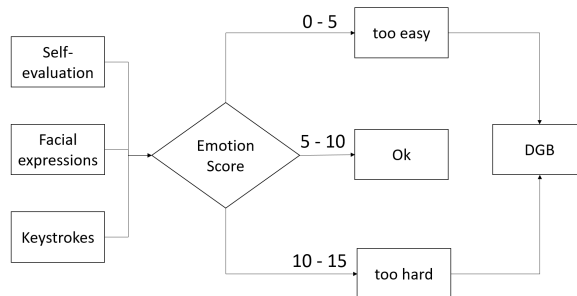 Self-
evaluation
Facial
expressions
Keystrokes
Emotion
Score
0 - 5
too easy
5 - 10
Ok
10 - 15
too hard
DGB